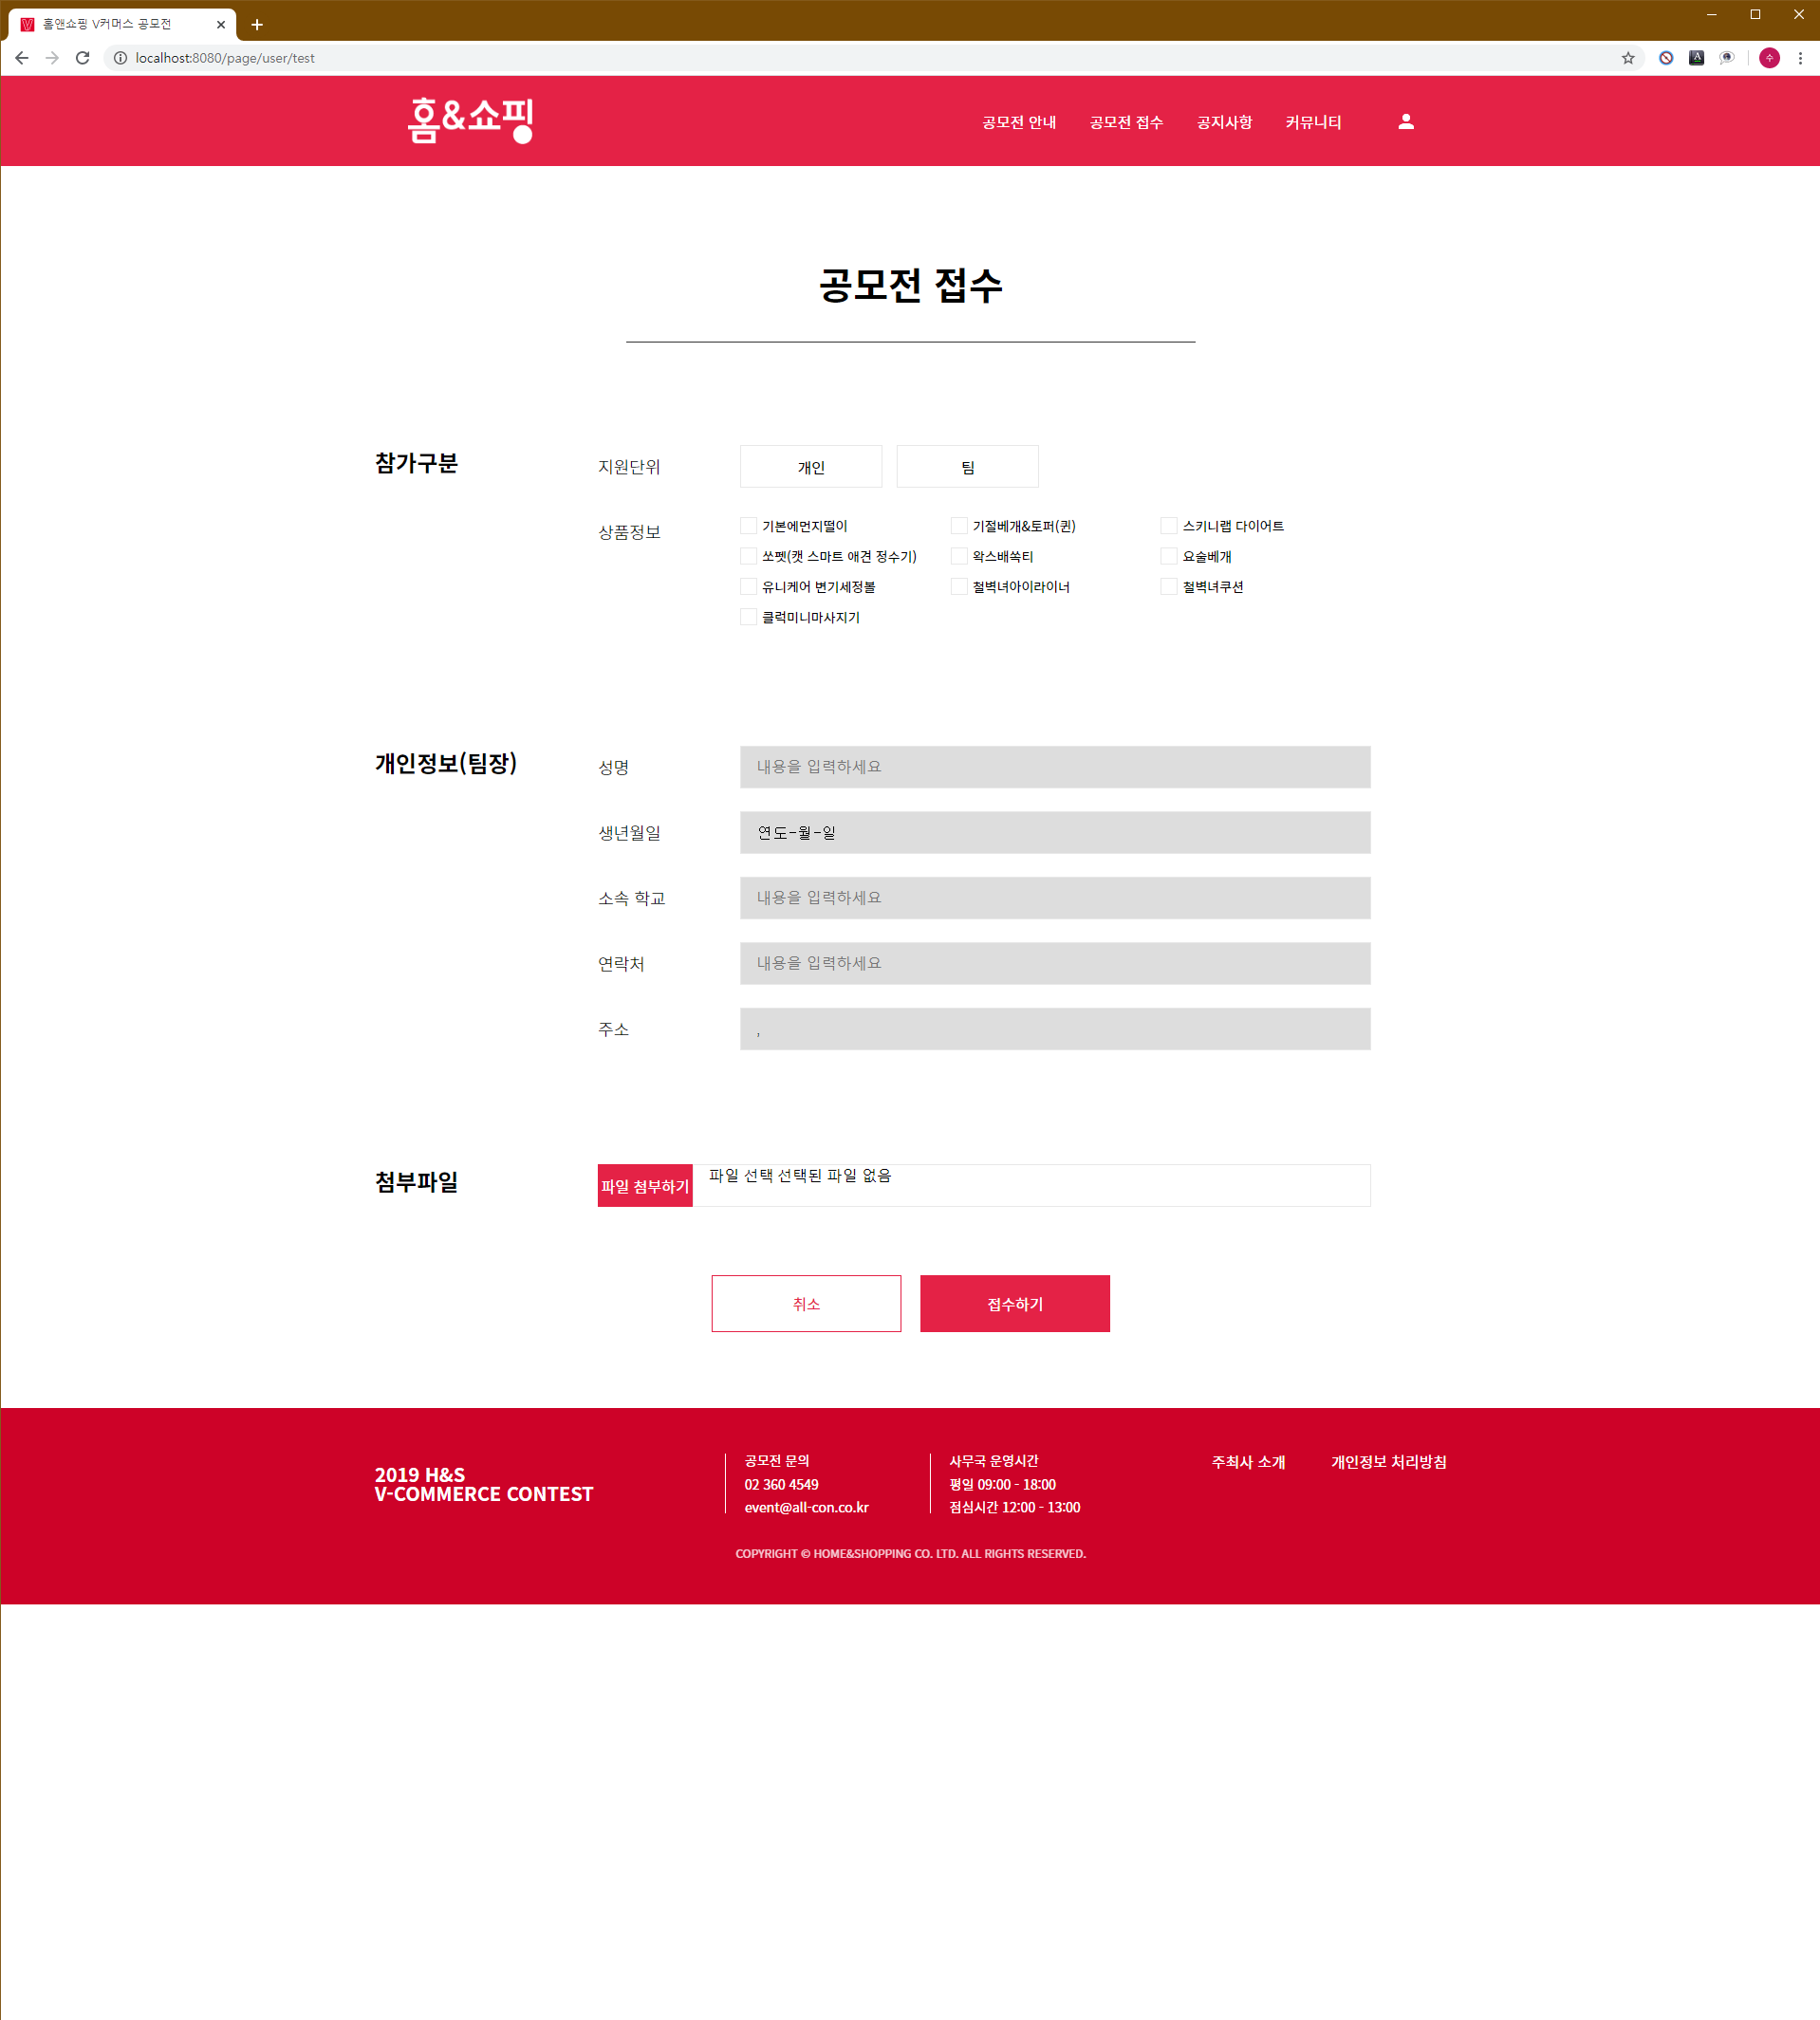 홈앤쇼핑 V커머스 공모전
localhost:8080/page/user/test
수
홈&쇼핑
공모전 안내 공모전 접수 공지사항 커뮤니티
공모전 접수
참가구분
지원단위 개인 팀
상품정보
기본에먼지떨이 기절베개&토퍼(퀸) 스키니랩 다이어트
쏘펫(캣 스마트 애견 정수기) 왁스배쏙티 요술베개
유니케어 변기세정볼 철벽녀아이라이너 철벽녀쿠션
클럭미니마사지기
개인정보(팀장)
성명 내용을 입력하세요
생년월일 연도-월-일
소속 학교 내용을 입력하세요
연락처 내용을 입력하세요
주소 ,
첨부파일 파일 첨부하기 파일 선택 선택된 파일 없음
취소 접수하기
2019 H&S
V-COMMERCE CONTEST
공모전 문의
02 360 4549
event@all-con.co.kr
사무국 운영시간
평일 09:00 - 18:00
점심시간 12:00 - 13:00
주최사 소개 개인정보 처리방침
COPYRIGHT © HOME&SHOPPING CO. LTD. ALL RIGHTS RESERVED.